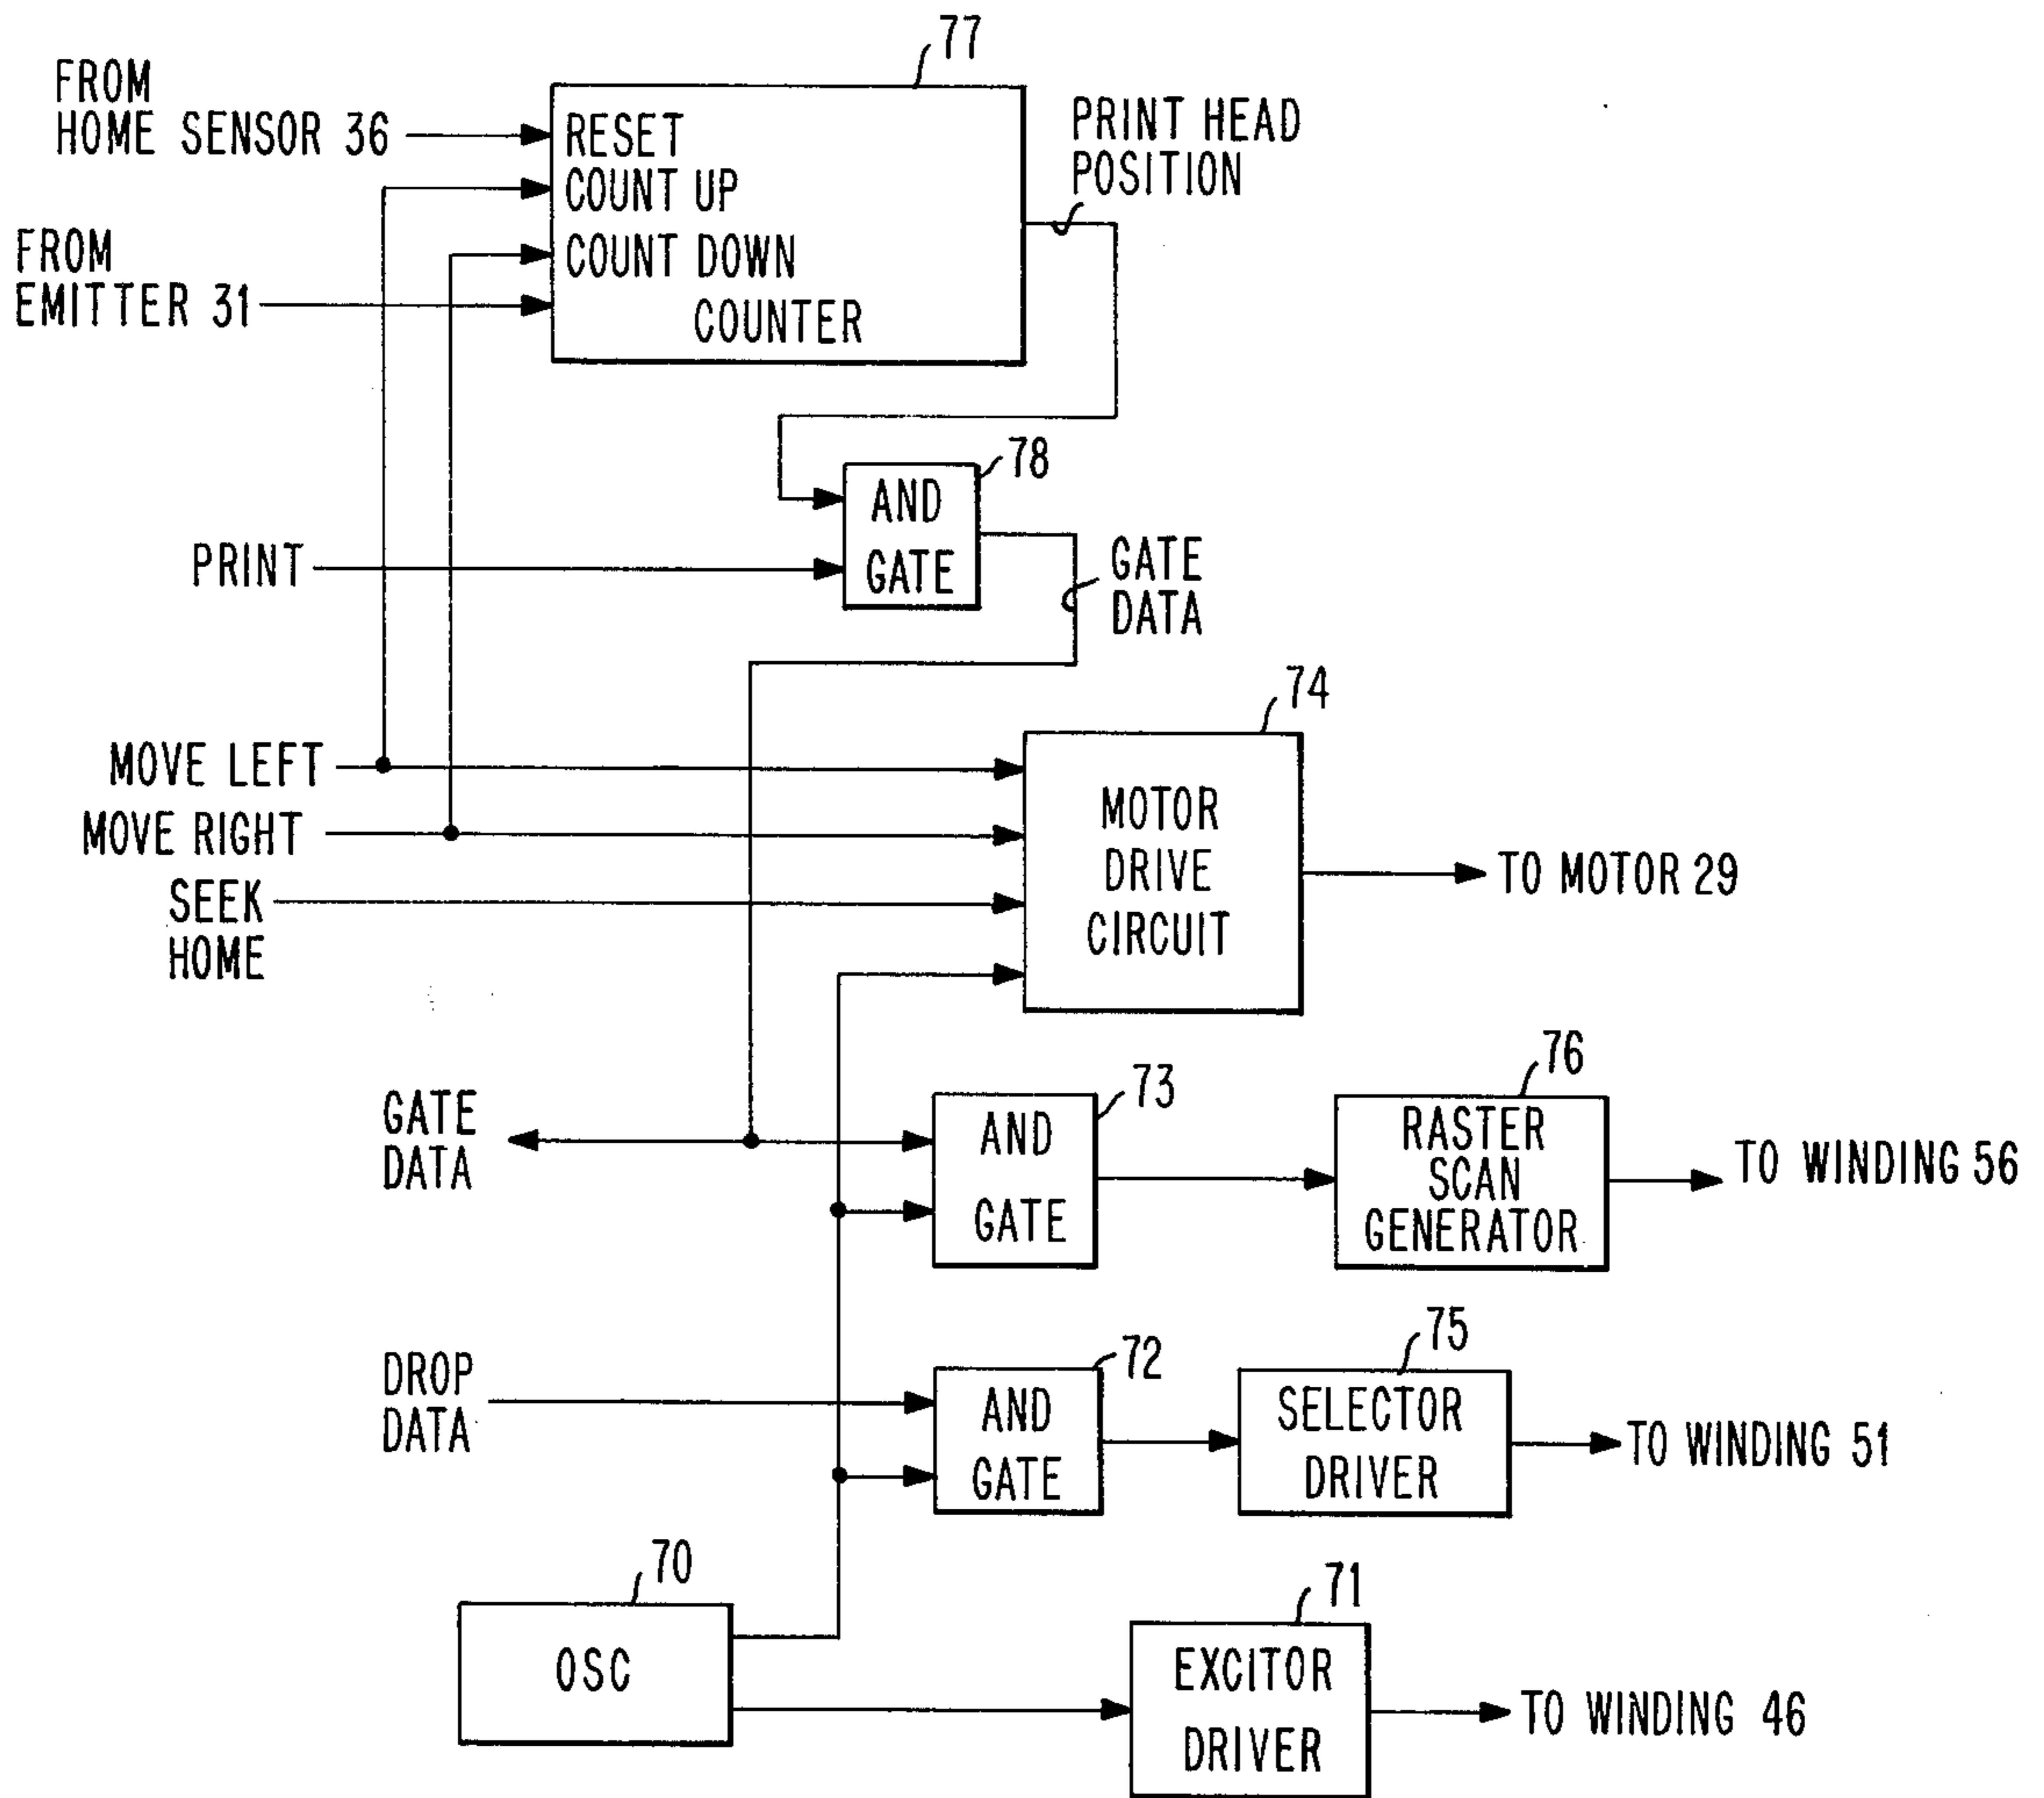 77
FROM
HOME SENSOR 36
RESET
COUNT UP
COUNT DOWN
COUNTER
PRINT HEAD
POSITION
FROM
EMITTER 31
78
AND
GATE
PRINT
GATE
DATA
74
MOVE LEFT
MOVE RIGHT
SEEK
HOME
MOTOR
DRIVE
CIRCUIT
TO MOTOR 29
GATE
DATA
73
AND
GATE
76
RASTER
SCAN
GENERATOR
TO WINDING 56
DROP
DATA
72
AND
GATE
75
SELECTOR
DRIVER
TO WINDING 51
70
OSC
71
EXCITOR
DRIVER
TO WINDING 46